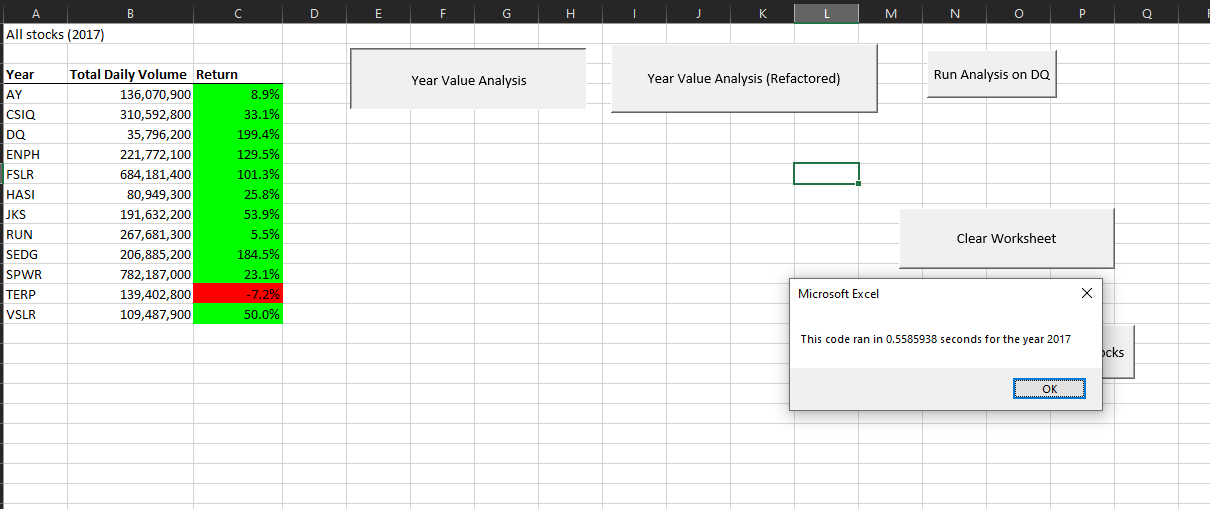 A B C D E F G H I J K L M N O P Q
All stocks (2017)
Year Value Analysis
Year Value Analysis (Refactored)
Run Analysis on DQ
Year Total Daily Volume Return
AY 136,070,900 8.9%
CSIQ 310,592,800 33.1%
DQ 35,796,200 199.4%
ENPH 221,772,100 129.5%
FSLR 684,181,400 101.3%
HASI 80,949,300 25.8%
JKS 191,632,200 53.9%
RUN 267,681,300 5.5%
SEDG 206,885,200 184.5%
SPWR 782,187,000 23.1%
TERP 139,402,800 -7.2%
VSLR 109,487,900 50.0%
Clear Worksheet
Microsoft Excel
This code ran in 0.5585938 seconds for the year 2017
OK